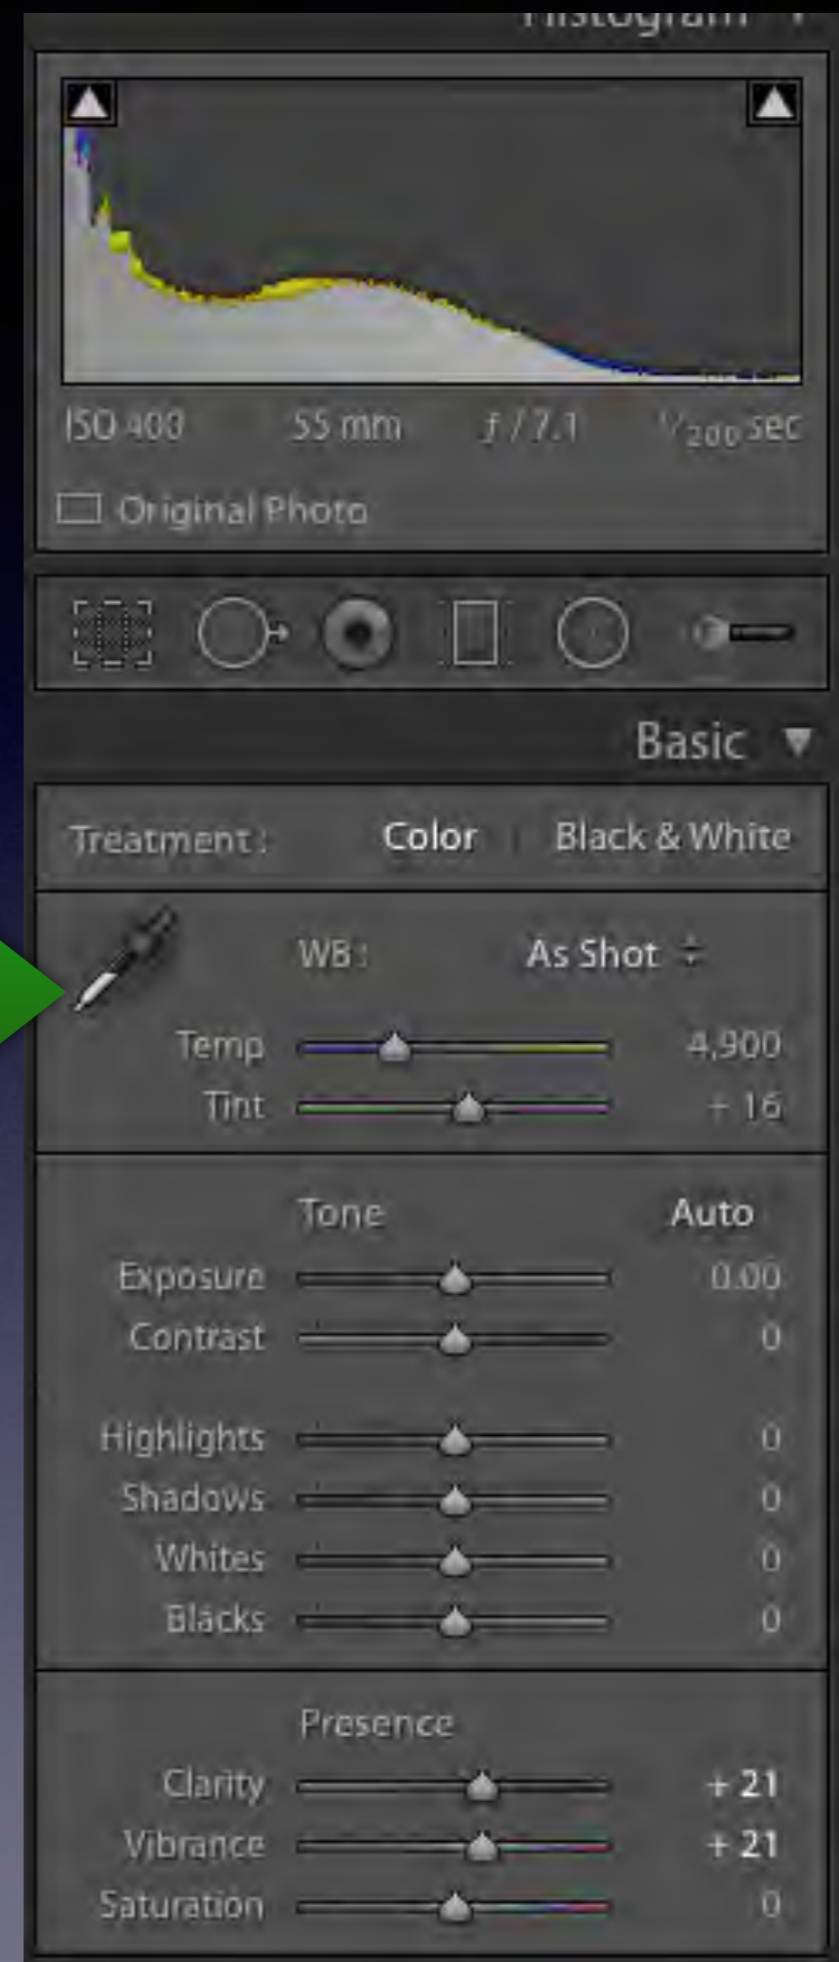 Histogram
ISO 400 55 mm ƒ / 7.1 1/200 sec
Original Photo
Basic
Treatment : Color Black & White
WB : As Shot
Temp 4,900
Tint + 16
Tone Auto
Exposure 0.00
Contrast 0
Highlights 0
Shadows 0
Whites 0
Blacks 0
Presence
Clarity + 21
Vibrance + 21
Saturation 0